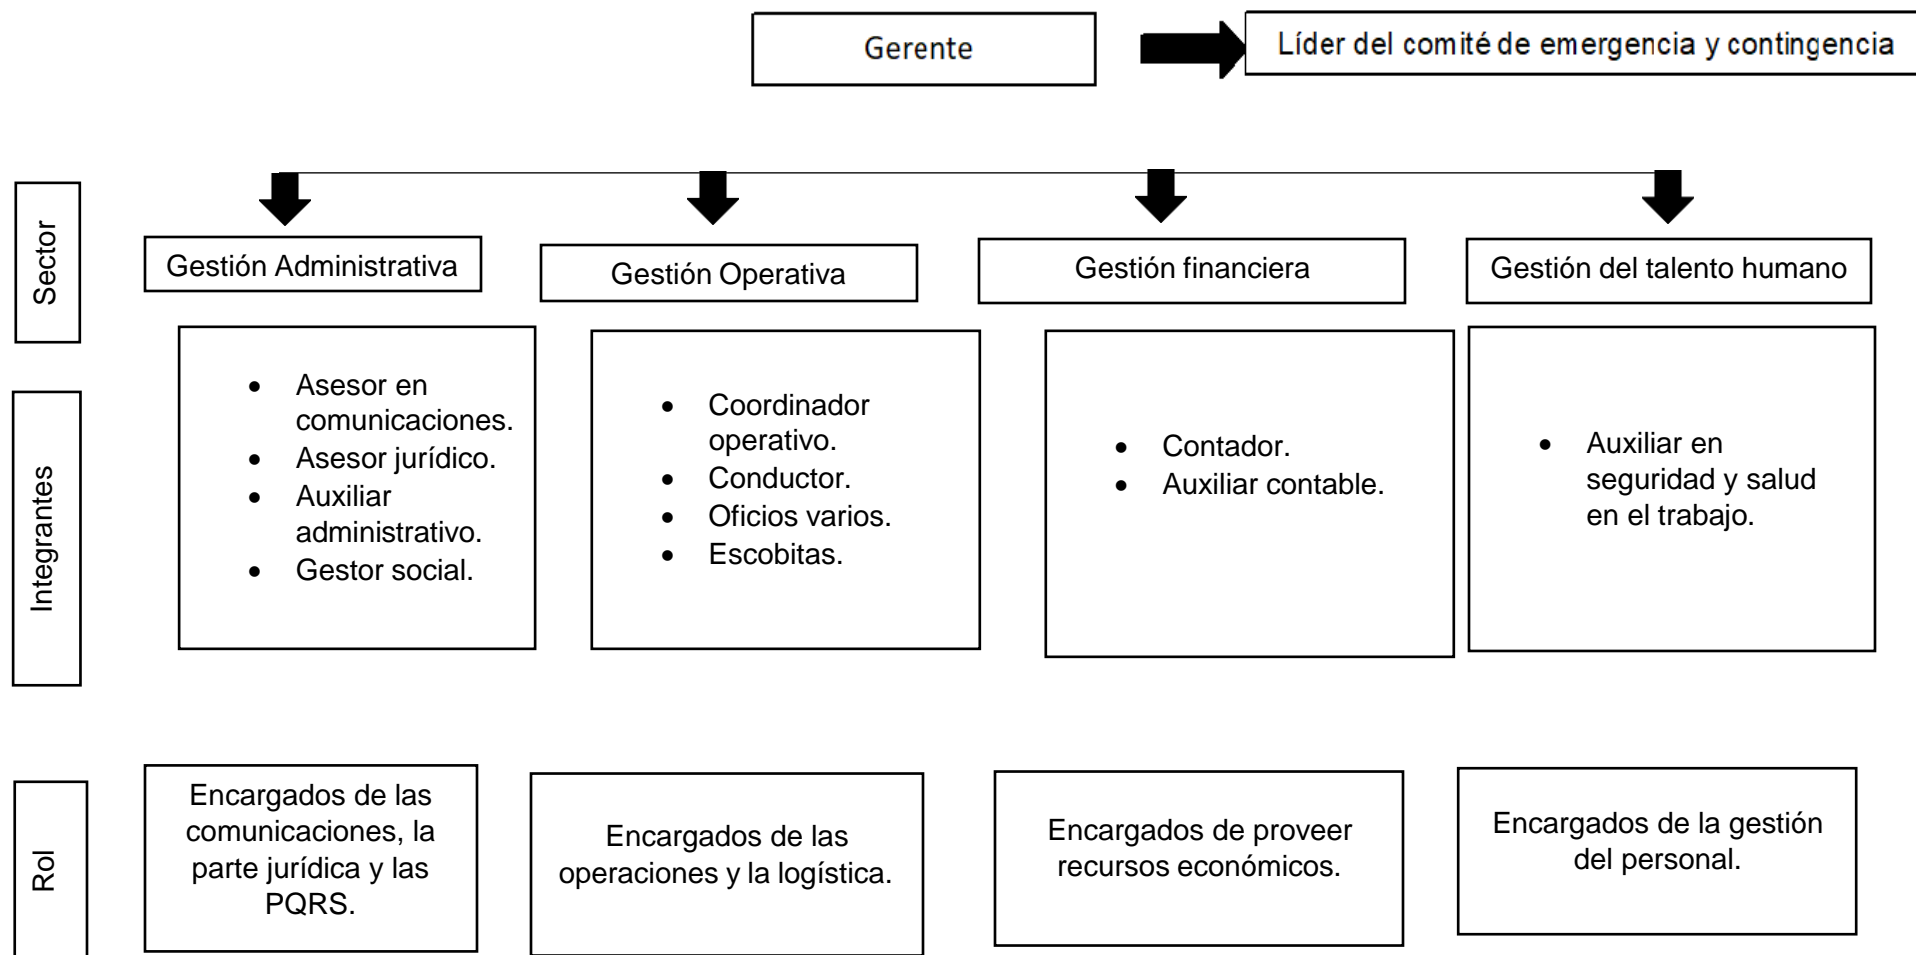 Gerente
Líder del comité de emergencia y contingencia
Sector
Gestión Administrativa
Gestión Operativa
Gestión financiera
Gestión del talento humano
Integrantes
• Asesor en
comunicaciones.
• Asesor jurídico.
• Auxiliar
administrativo.
• Gestor social.
• Coordinador
operativo.
• Conductor.
• Oficios varios.
• Escobitas.
• Contador.
• Auxiliar contable.
• Auxiliar en
seguridad y salud
en el trabajo.
Rol
Encargados de las
comunicaciones, la
parte jurídica y las
PQRS.
Encargados de las
operaciones y la logística.
Encargados de proveer
recursos económicos.
Encargados de la gestión
del personal.